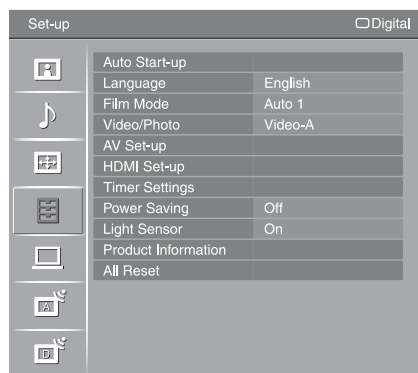 Set-up Digital
Auto Start-up
Language English
Film Mode Auto 1
Video/Photo Video-A
AV Set-up
HDMI Set-up
Timer Settings
Power Saving Off
Light Sensor On
Product Information
All Reset
A
D